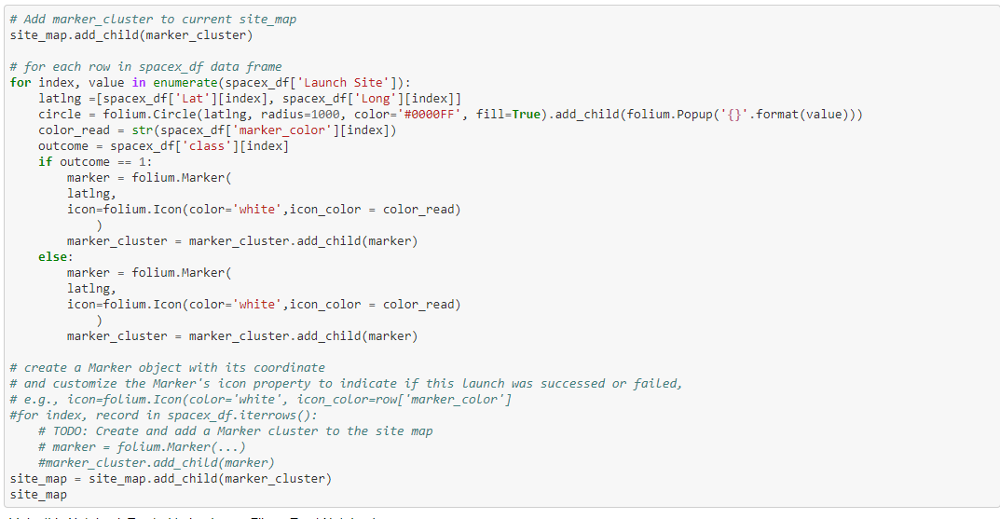 # Add marker_cluster to current site_map
site_map.add_child(marker_cluster)
# for each row in spacex_df data frame
for index, value in enumerate(spacex_df['Launch Site']):
    latlng =[spacex_df['Lat'][index], spacex_df['Long'][index]]
    circle = folium.Circle(latlng, radius=1000, color='#0000FF', fill=True).add_child(folium.Popup('{}'.format(value)))
    color_read = str(spacex_df['marker_color'][index])
    outcome = spacex_df['class'][index]
    if outcome == 1:
        marker = folium.Marker(
        latlng,
        icon=folium.Icon(color='white',icon_color = color_read)
            )
        marker_cluster = marker_cluster.add_child(marker)
    else:
        marker = folium.Marker(
        latlng,
        icon=folium.Icon(color='white',icon_color = color_read)
            )
        marker_cluster = marker_cluster.add_child(marker)
# create a Marker object with its coordinate
# and customize the Marker's icon property to indicate if this launch was successed or failed,
# e.g., icon=folium.Icon(color='white', icon_color=row['marker_color']
#for index, record in spacex_df.iterrows():
    # TODO: Create and add a Marker cluster to the site map
    # marker = folium.Marker(...)
    #marker_cluster.add_child(marker)
site_map = site_map.add_child(marker_cluster)
site_map